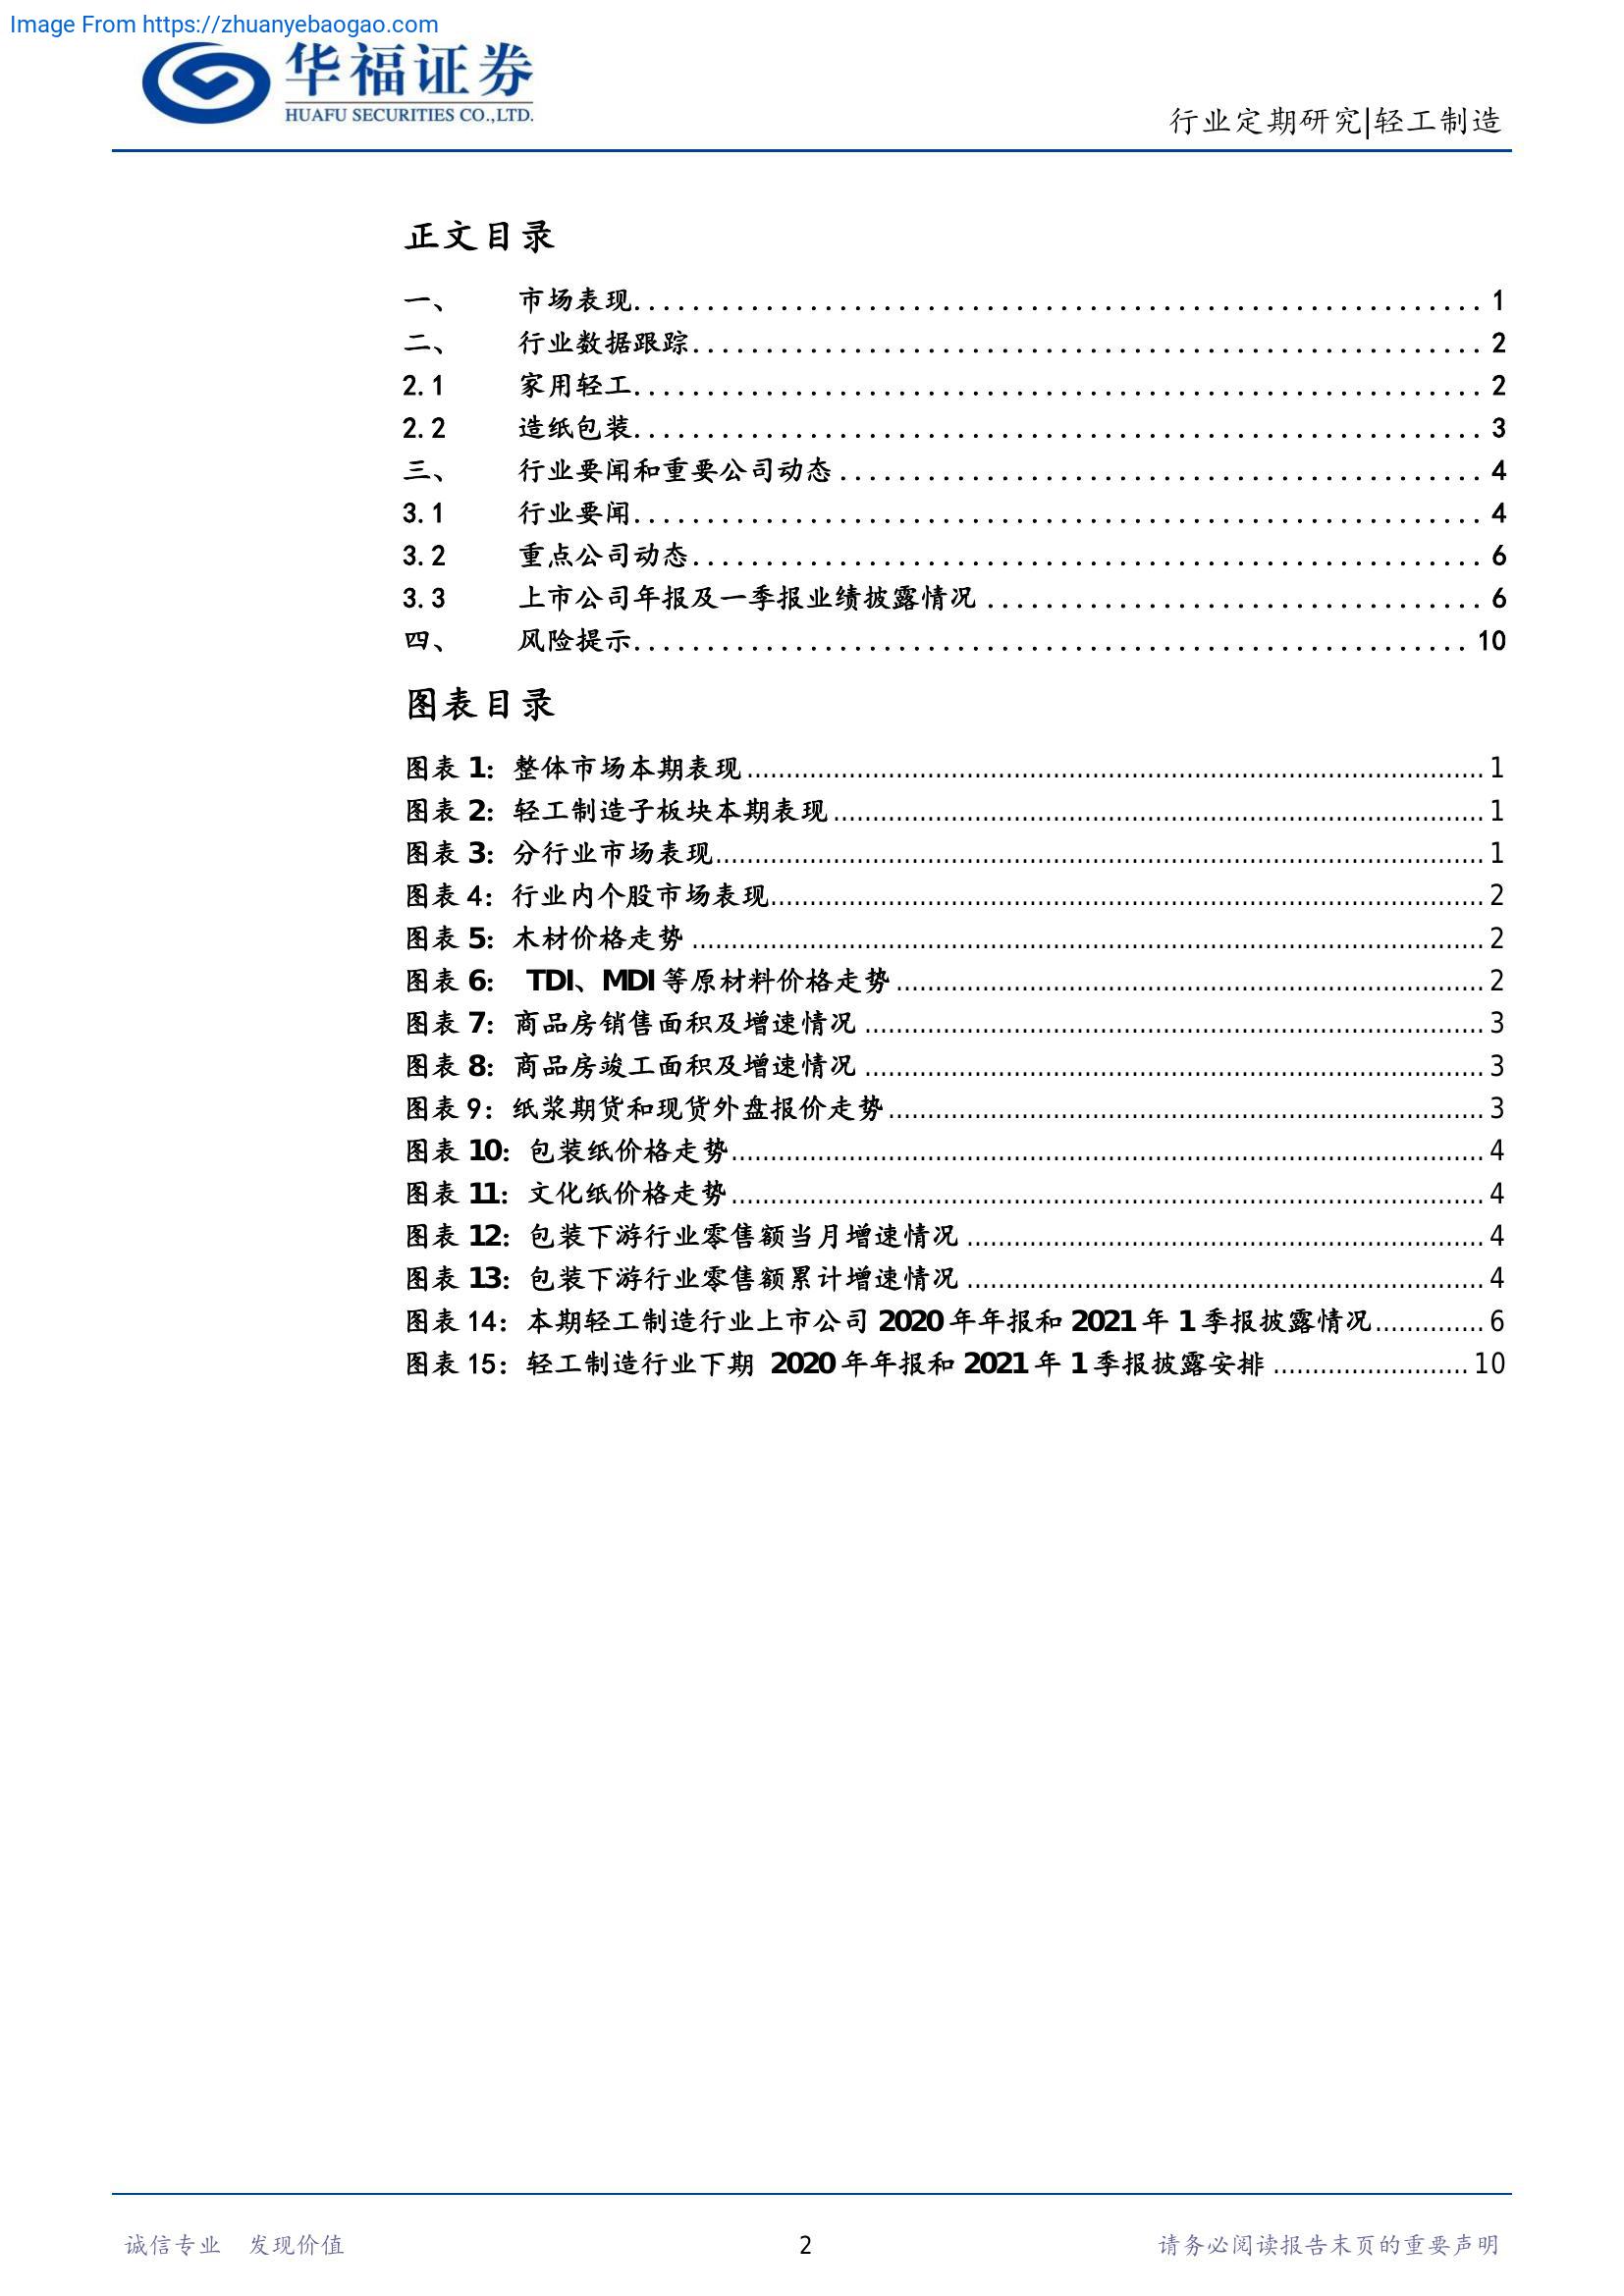 Image From https://zhuanyebaogao.com
华福证券
HUAFU SECURITIES CO.,LTD.
行业定期研究|轻工制造
正文目录
一、 市场表现........................................................... 1
二、 行业数据跟踪....................................................... 2
2.1 家用轻工........................................................... 2
2.2 造纸包装........................................................... 3
三、 行业要闻和重要公司动态............................................. 4
3.1 行业要闻........................................................... 4
3.2 重点公司动态....................................................... 6
3.3 上市公司年报及一季报业绩披露情况................................... 6
四、 风险提示.......................................................... 10
图表目录
图表 1: 整体市场本期表现........................................................... 1
图表 2: 轻工制造子板块本期表现..................................................... 1
图表 3: 分行业市场表现............................................................. 1
图表 4: 行业内个股市场表现......................................................... 2
图表 5: 木材价格走势............................................................... 2
图表 6: TDI、MDI 等原材料价格走势.................................................. 2
图表 7: 商品房销售面积及增速情况................................................... 3
图表 8: 商品房竣工面积及增速情况................................................... 3
图表 9: 纸浆期货和现货外盘报价走势................................................. 3
图表 10: 包装纸价格走势............................................................ 4
图表 11: 文化纸价格走势............................................................ 4
图表 12: 包装下游行业零售额当月增速情况............................................ 4
图表 13: 包装下游行业零售额累计增速情况............................................ 4
图表 14: 本期轻工制造行业上市公司 2020 年年报和 2021 年 1 季报披露情况.............. 6
图表 15: 轻工制造行业下期 2020 年年报和 2021 年 1 季报披露安排......................... 10
诚信专业 发现价值
2
请务必阅读报告末页的重要声明